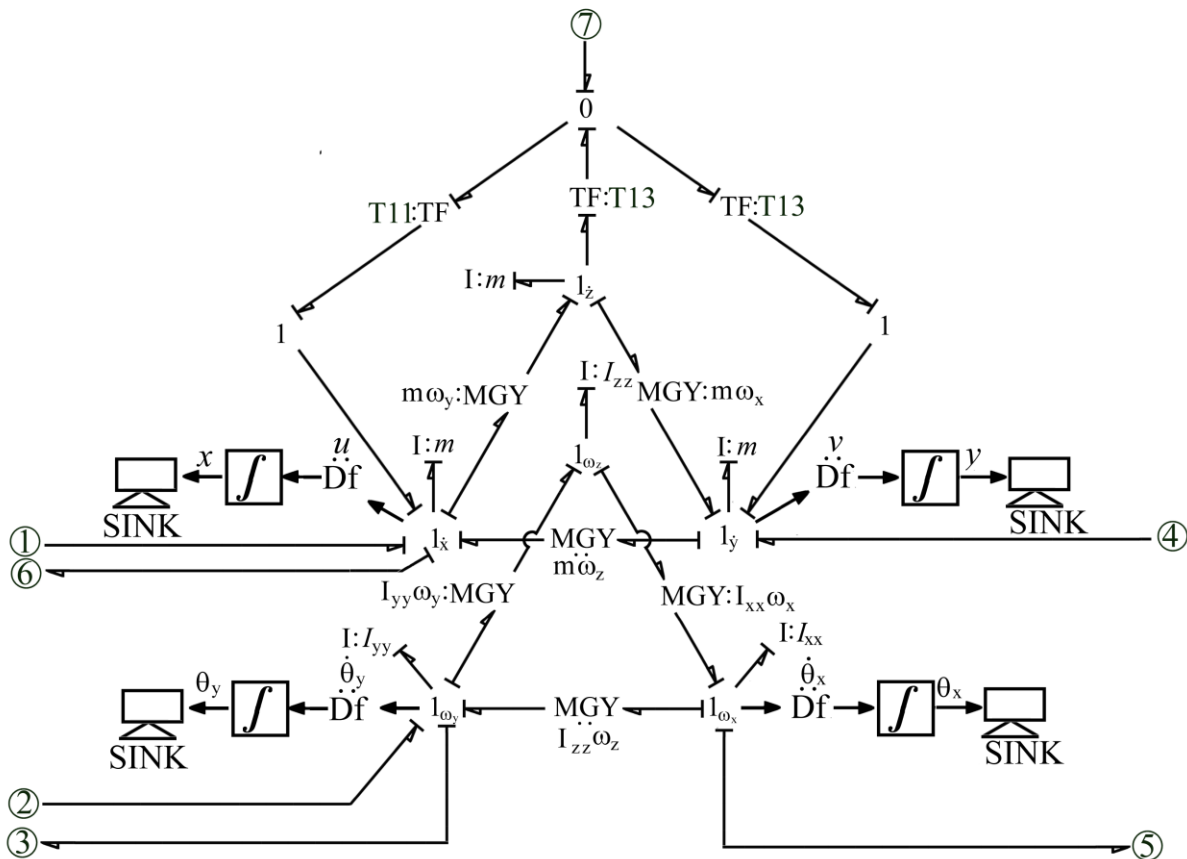 ⑦
0
T11:TF
TF:T13
TF:T13
I:m
1ż
1
1
I:Izz
mωy:MGY
MGY:mωx
u
v
I:m
I:m
x
∫
Df
1ωz
Df
∫
y
SINK
SINK
①
1ẋ
MGY
1ẏ
④
⑥
mωz
Iyyωy:MGY
MGY:Ixxωx
I:Iyy
I:Ixx
θy
∫
θ̇y
Df
1ωy
MGY
1ωx
θ̇x
Df
∫
θx
Izzωz
SINK
SINK
②
③
⑤